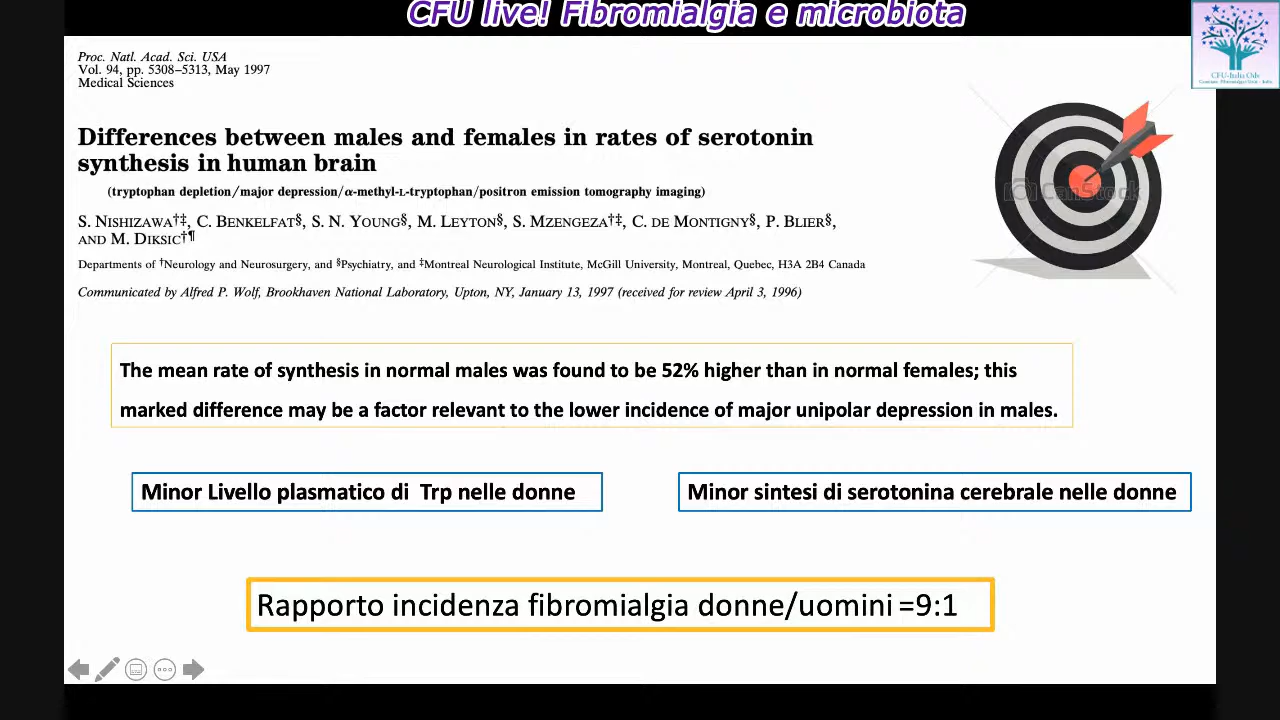 CFU live! Fibromialgia e microbiota
Proc. Natl. Acad. Sci. USA
Vol. 94, pp. 5308–5313, May 1997
Medical Sciences
Differences between males and females in rates of serotonin
synthesis in human brain
(tryptophan depletion/major depression/α-methyl-L-tryptophan/positron emission tomography imaging)
S. NISHIZAWA†‡, C. BENKELFAT§, S. N. YOUNG§, M. LEYTON§, S. MZENGEZA†‡, C. DE MONTIGNY§, P. BLIER§,
AND M. DIKSIC†¶
Departments of †Neurology and Neurosurgery, and §Psychiatry, and ‡Montreal Neurological Institute, McGill University, Montreal, Quebec, H3A 2B4 Canada
Communicated by Alfred P. Wolf, Brookhaven National Laboratory, Upton, NY, January 13, 1997 (received for review April 3, 1996)
CanStock
CFU-Italia Odv
The mean rate of synthesis in normal males was found to be 52% higher than in normal females; this
marked difference may be a factor relevant to the lower incidence of major unipolar depression in males.
Minor Livello plasmatico di Trp nelle donne
Minor sintesi di serotonina cerebrale nelle donne
Rapporto incidenza fibromialgia donne/uomini =9:1